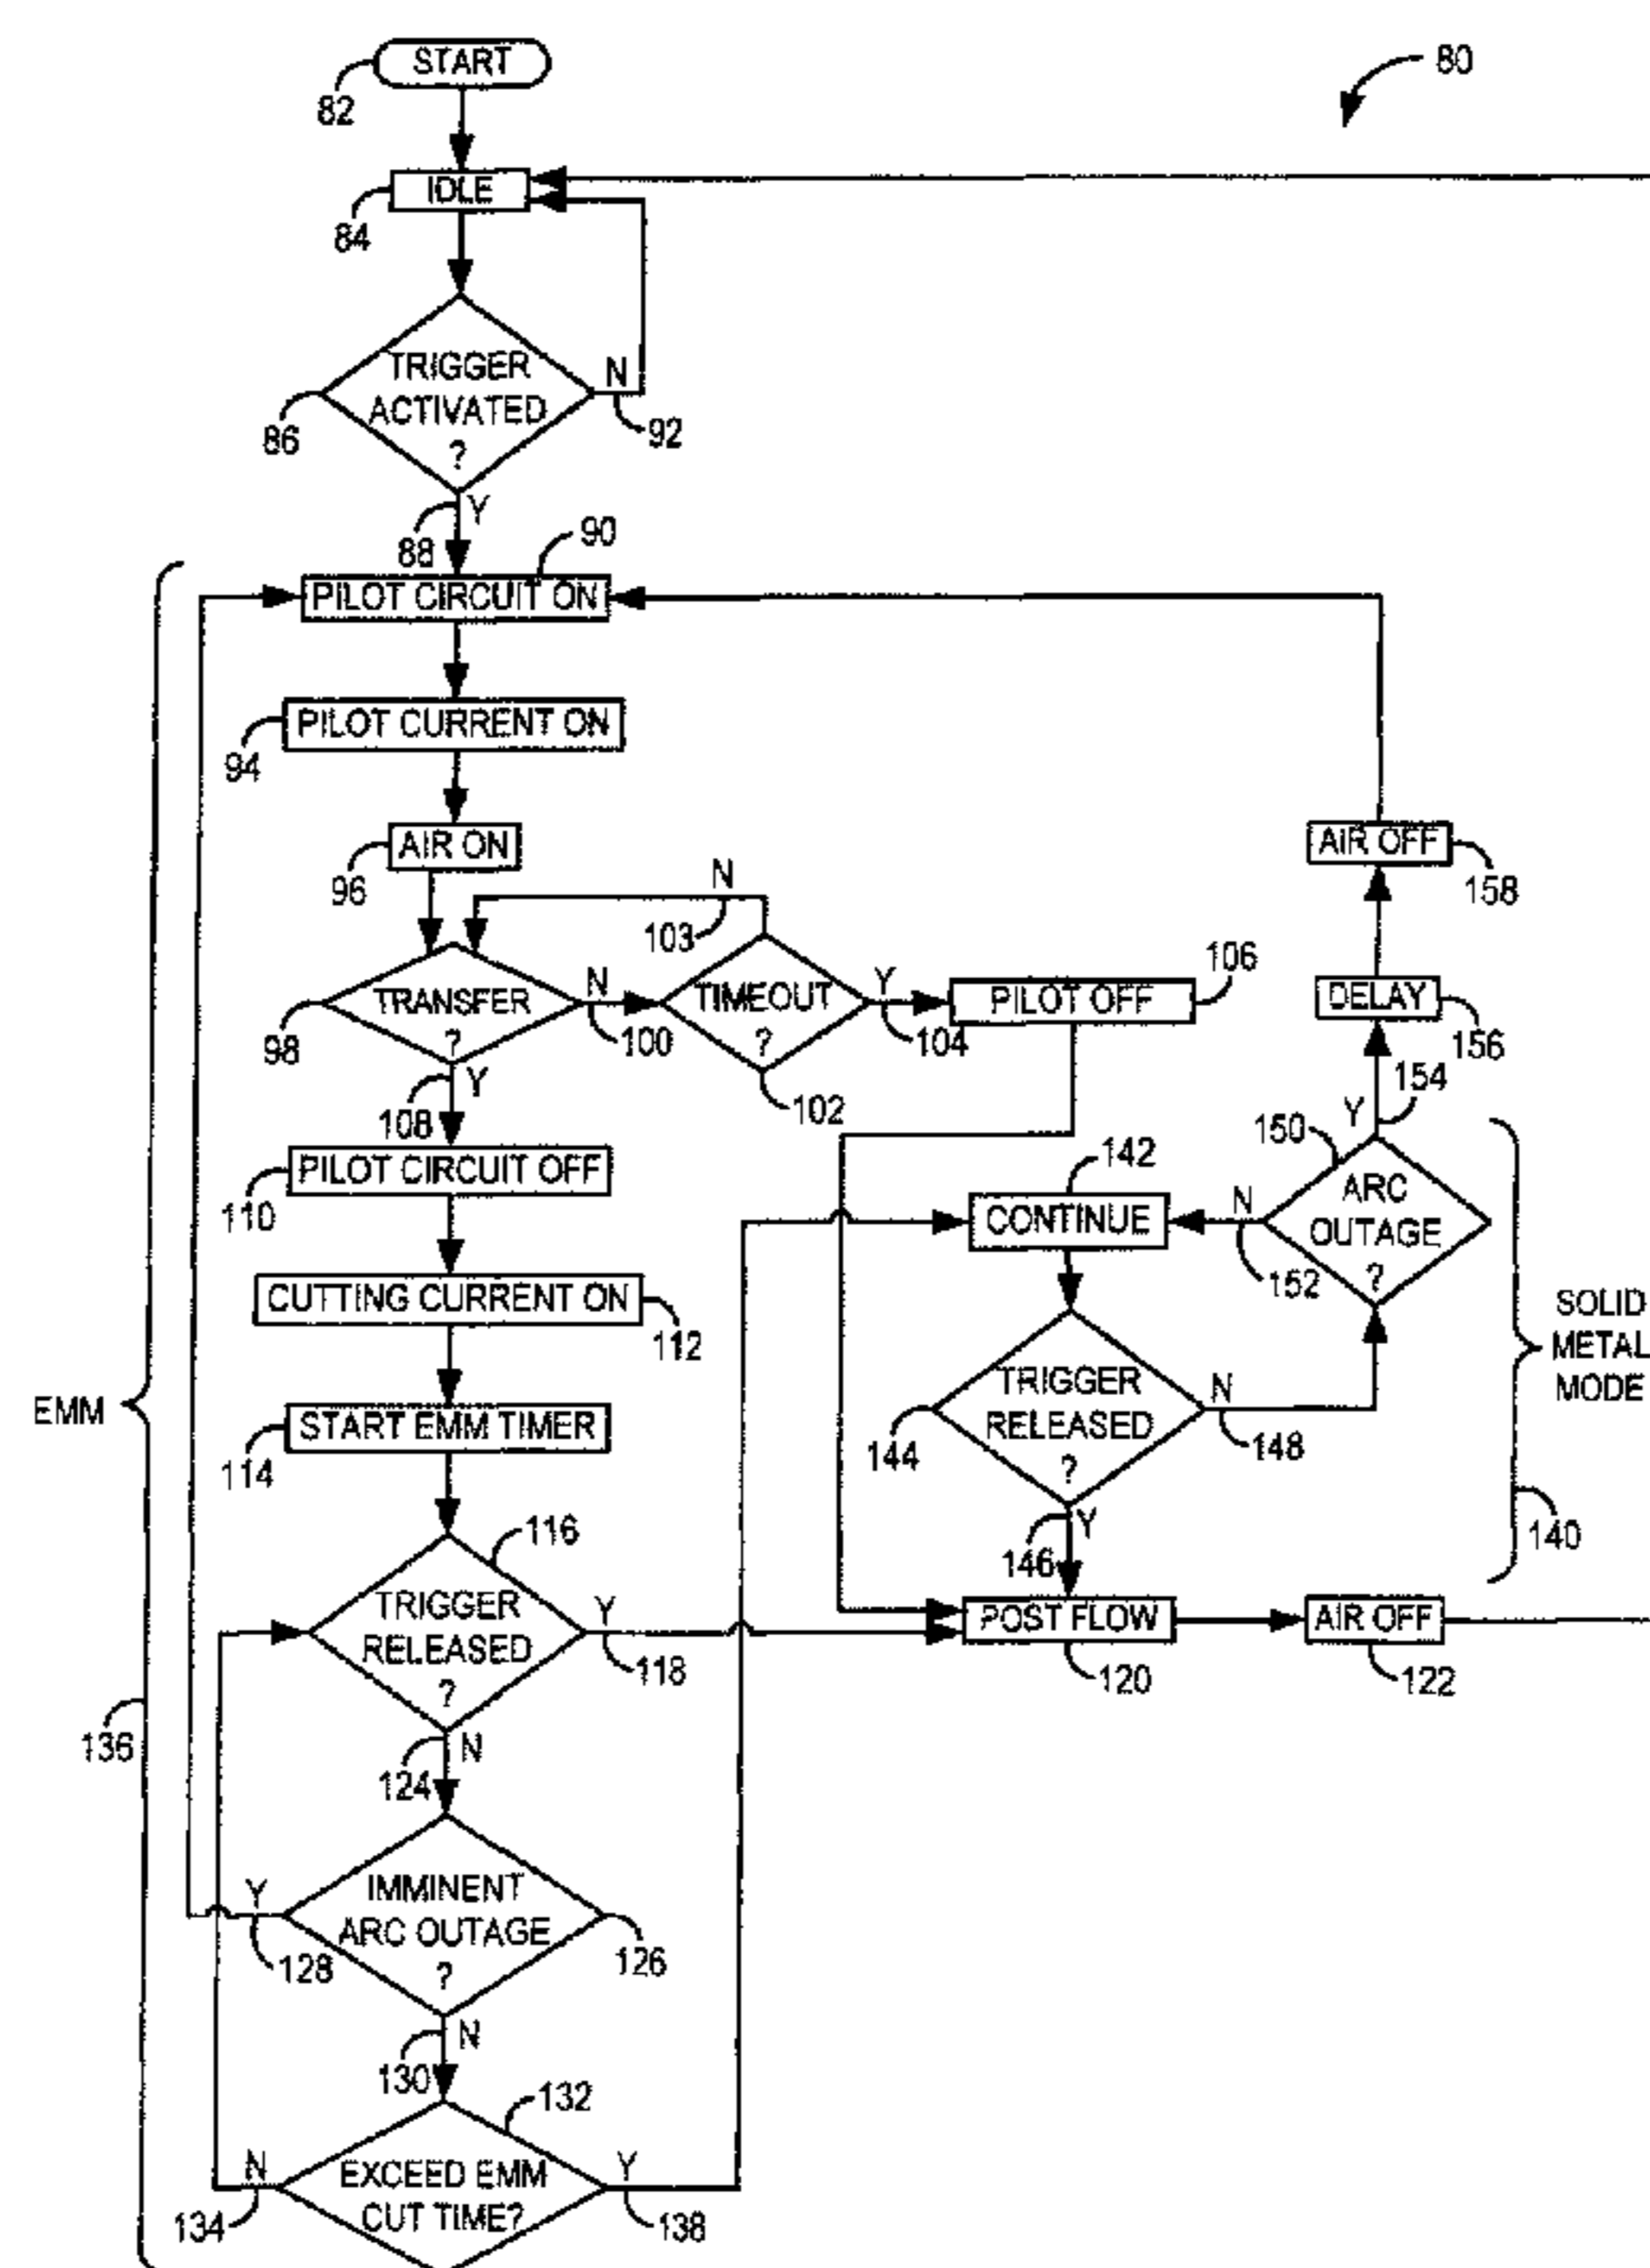 START
82
80
IDLE
84
TRIGGER
ACTIVATED
?
86
N
92
Y
88
90
PILOT CIRCUIT ON
PILOT CURRENT ON
94
AIR ON
96
N
103
TRANSFER
?
98
N
100
TIMEOUT
?
102
Y
104
PILOT OFF
106
AIR OFF
158
DELAY
156
154
Y
150
ARC
OUTAGE
?
N
152
108
Y
PILOT CIRCUIT OFF
110
142
CONTINUE
CUTTING CURRENT ON
112
SOLID
METAL
MODE
140
EMM
START EMM TIMER
114
TRIGGER
RELEASED
?
144
N
148
Y
146
116
TRIGGER
RELEASED
?
Y
118
POST FLOW
120
AIR OFF
122
136
N
124
IMMINENT
ARC OUTAGE
?
126
Y
128
N
130
132
EXCEED EMM
CUT TIME?
N
134
Y
138